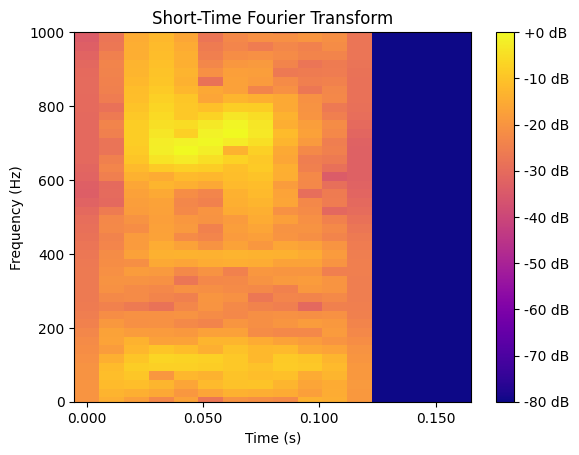 Short-Time Fourier Transform
1000
800
600
400
200
0
Frequency (Hz)
0.000
0.050
0.100
0.150
Time (s)
+0 dB
-10 dB
-20 dB
-30 dB
-40 dB
-50 dB
-60 dB
-70 dB
-80 dB